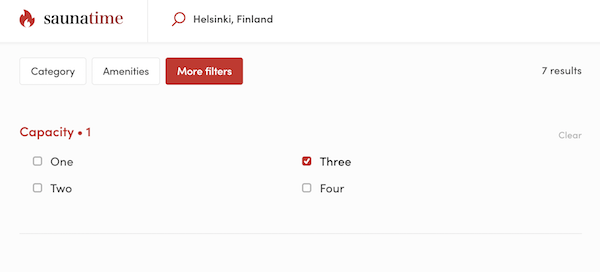 saunatime
Helsinki, Finland
Category
Amenities
More filters
7 results
Capacity • 1
Clear
One
Three
Two
Four